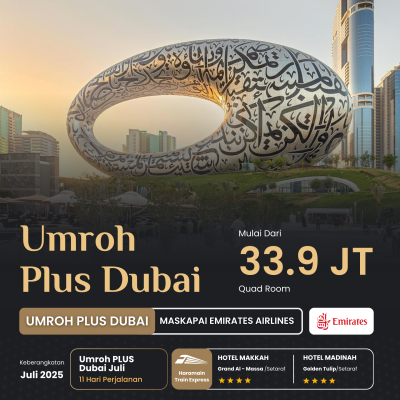 Umroh
Plus Dubai
Mulai Dari
33.9 JT
Quad Room
UMROH PLUS DUBAI
MASKAPAI EMIRATES AIRLINES
Emirates
Keberangkatan
Juli 2025
Umroh PLUS
Dubai Juli
11 Hari Perjalanan
Haramain
Train Express
HOTEL MAKKAH
Grand Al - Massa /Setaraf
HOTEL MADINAH
Golden Tulip/Setaraf